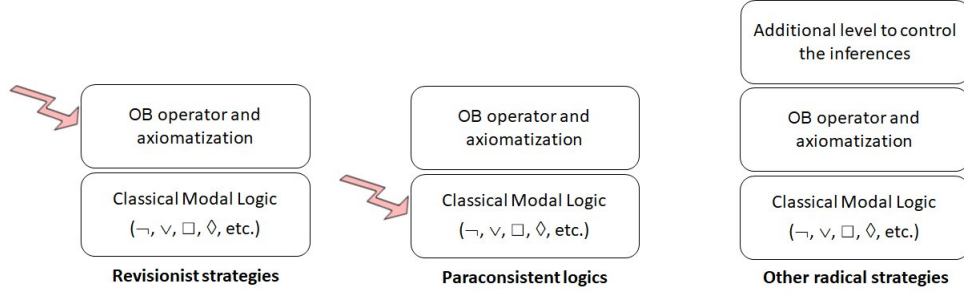 Additional level to control
the inferences
OB operator and
axiomatization
OB operator and
axiomatization
OB operator and
axiomatization
Classical Modal Logic
(¬, ∨, □, ◊, etc.)
Classical Modal Logic
(¬, ∨, □, ◊, etc.)
Classical Modal Logic
(¬, ∨, □, ◊, etc.)
Revisionist strategies
Paraconsistent logics
Other radical strategies